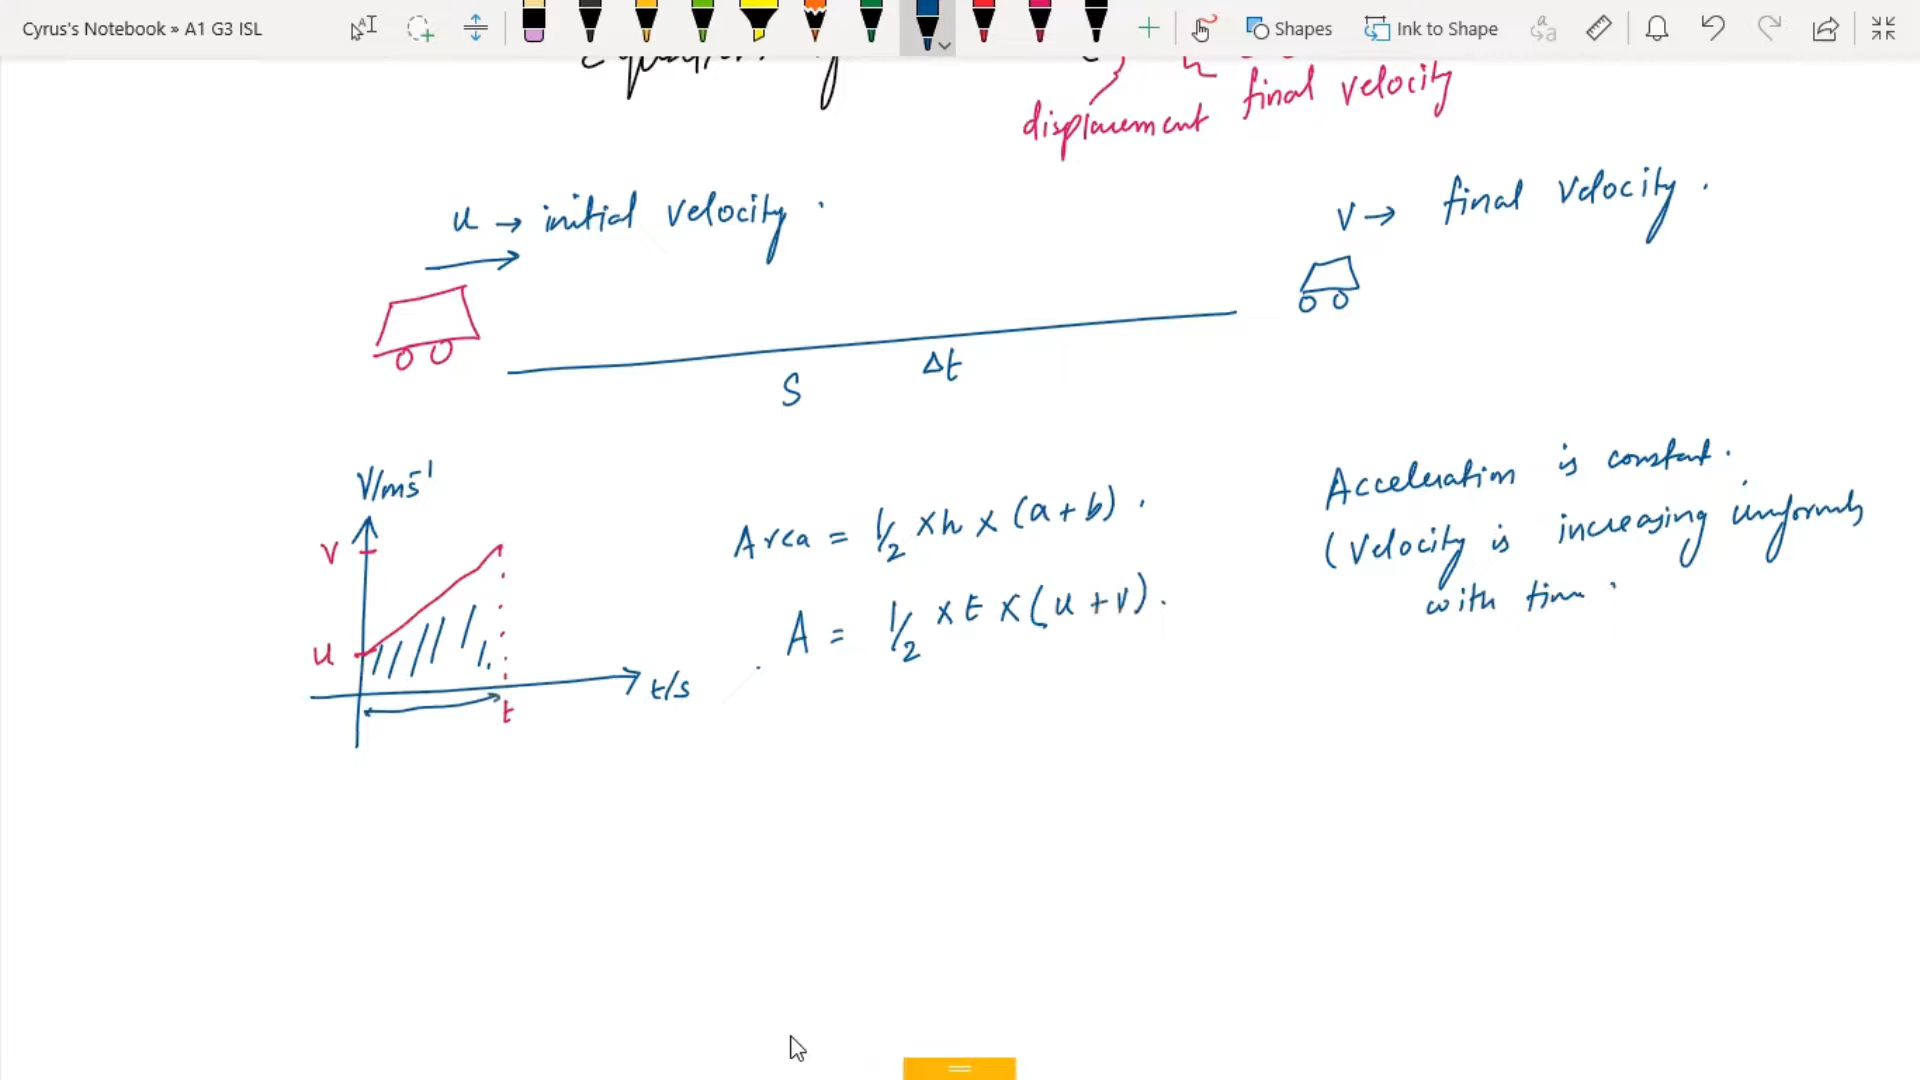 Cyrus's Notebook » A1 G3 ISL
Shapes
Ink to Shape
displacement
final velocity
u → initial velocity.
v → final velocity.
S
Δt
V/ms⁻¹
v
u
t/s
t
Area = 1/2 × h × (a + b).
A = 1/2 × t × (u + v).
Acceleration is constant.
(Velocity is increasing uniformly
with time.